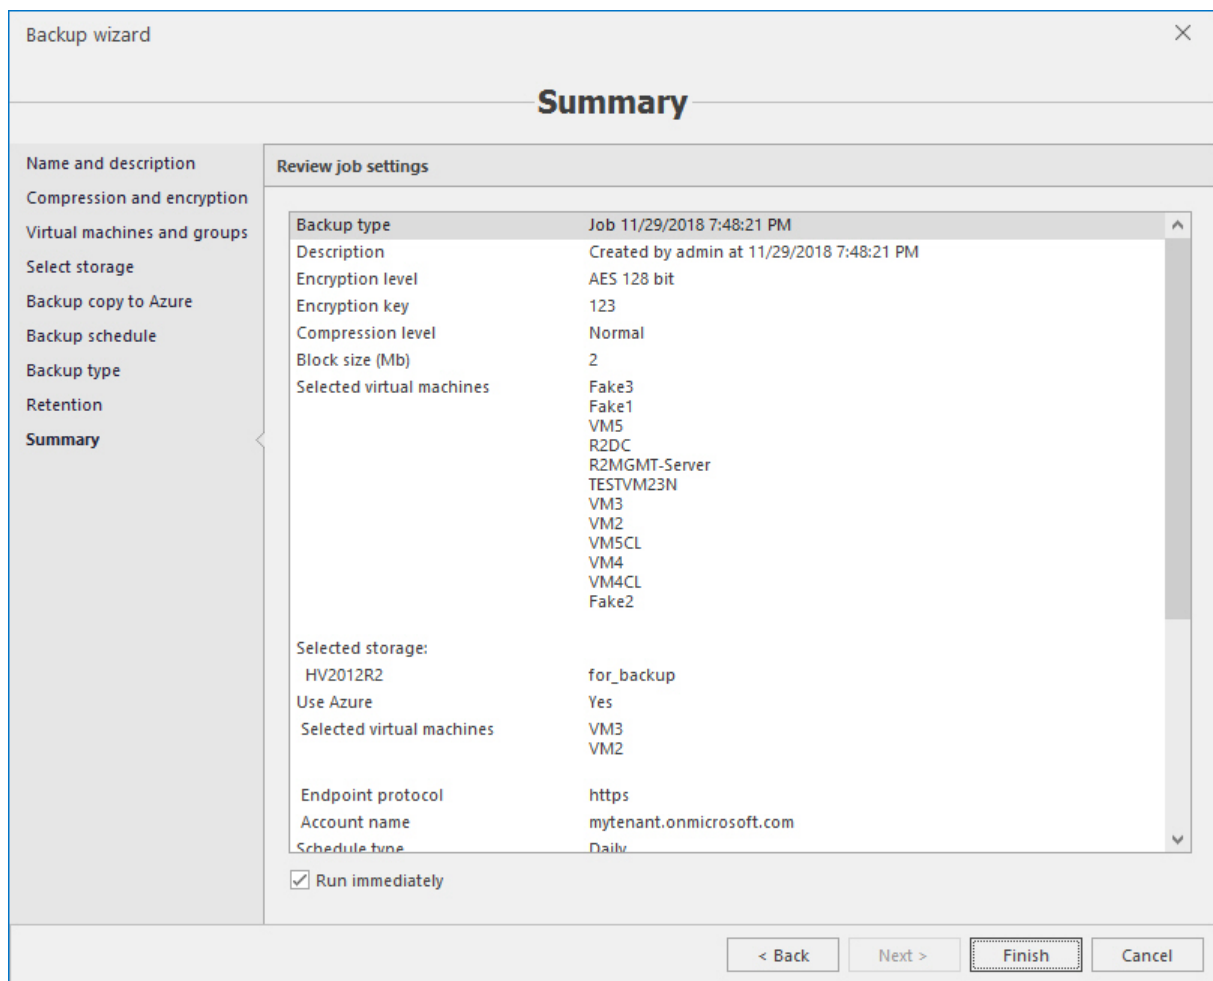 Backup wizard
Summary
Name and description
Compression and encryption
Virtual machines and groups
Select storage
Backup copy to Azure
Backup schedule
Backup type
Retention
Summary
Review job settings
Backup type Job 11/29/2018 7:48:21 PM
Description Created by admin at 11/29/2018 7:48:21 PM
Encryption level AES 128 bit
Encryption key 123
Compression level Normal
Block size (Mb) 2
Selected virtual machines Fake3
Fake1
VM5
R2DC
R2MGMT-Server
TESTVM23N
VM3
VM2
VM5CL
VM4
VM4CL
Fake2
Selected storage:
HV2012R2 for_backup
Use Azure Yes
Selected virtual machines VM3
VM2
Endpoint protocol https
Account name mytenant.onmicrosoft.com
Schedule type Daily
Run immediately
< Back Next > Finish Cancel